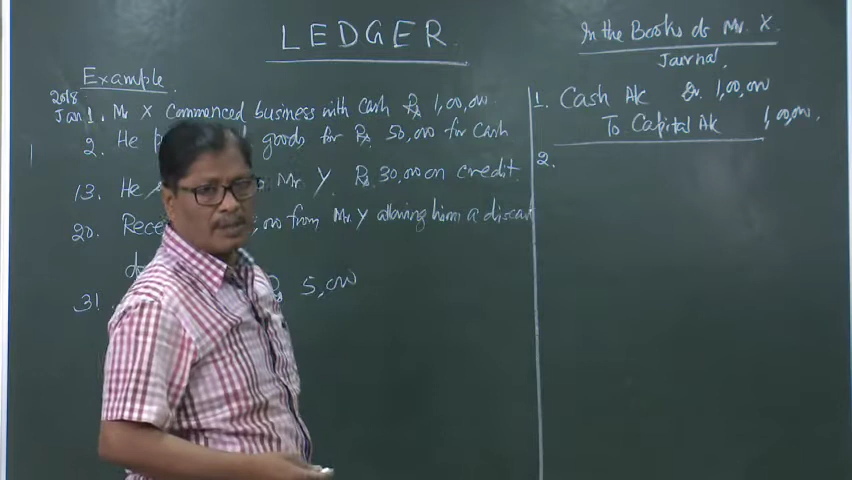 LEDGER
Example
2018
Jan 1. Mr X Commenced business with Cash Rs 1,00,000.
2. He goods for Rs 50,000 for Cash
13. He Mr Y Rs 30,000 on credit.
20. from Mr. Y allowing him a
31. 5,000
In the Books of Mr. X.
Journal.
1. Cash A/c Dr. 1,00,000
To Capital A/c 1,00,000.
2.